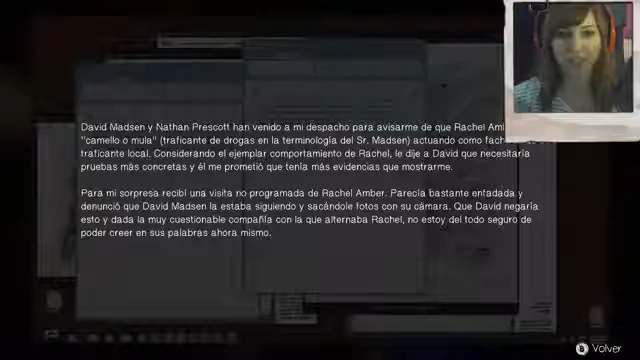 David Madsen y Nathan Prescott han venido a mi despacho para avisarme de que Rachel
"camello o mula" (traficante de drogas en la terminología del Sr. Madsen) actuando como
traficante local. Considerando el ejemplar comportamiento de Rachel, le dije a David que necesitaría
pruebas más concretas y él me prometió que tenía más evidencias que mostrarme.
Para mi sorpresa recibí una visita no programada de Rachel Amber. Parecía bastante enfadada y
denunció que David Madsen la estaba siguiendo y sacándole fotos con su cámara. Que David negaría
esto y dada la muy cuestionable compañía con la que alternaba Rachel, no estoy del todo seguro de
poder creer en sus palabras ahora mismo.
B Volver